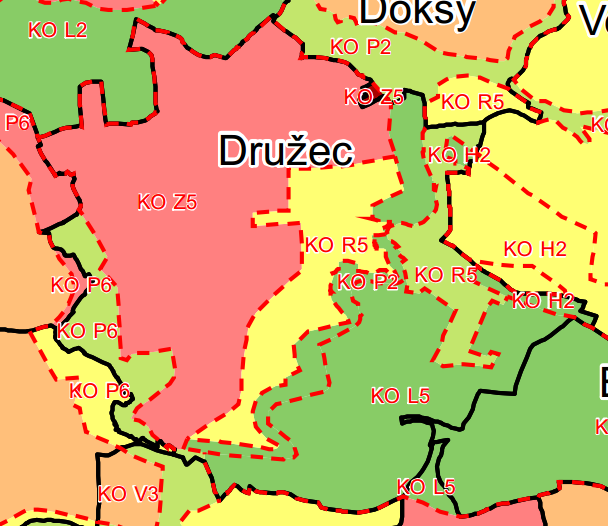 Doksy
KO L2
KO P2
KO Z5
KO R5
P6
Družec
KO H2
KO Z5
KO R5
KO H2
KO P6
KO P2
KO R5
KO H2
KO P6
KO P6
KO L5
KO V3
KO L5